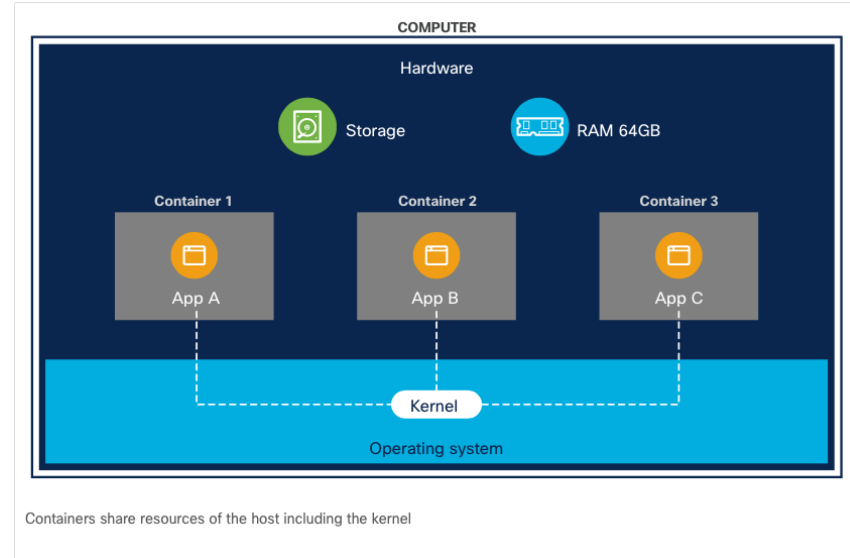 COMPUTER
Hardware
Storage
RAM 64GB
Container 1
Container 2
Container 3
App A
App B
App C
Kernel
Operating system
Containers share resources of the host including the kernel